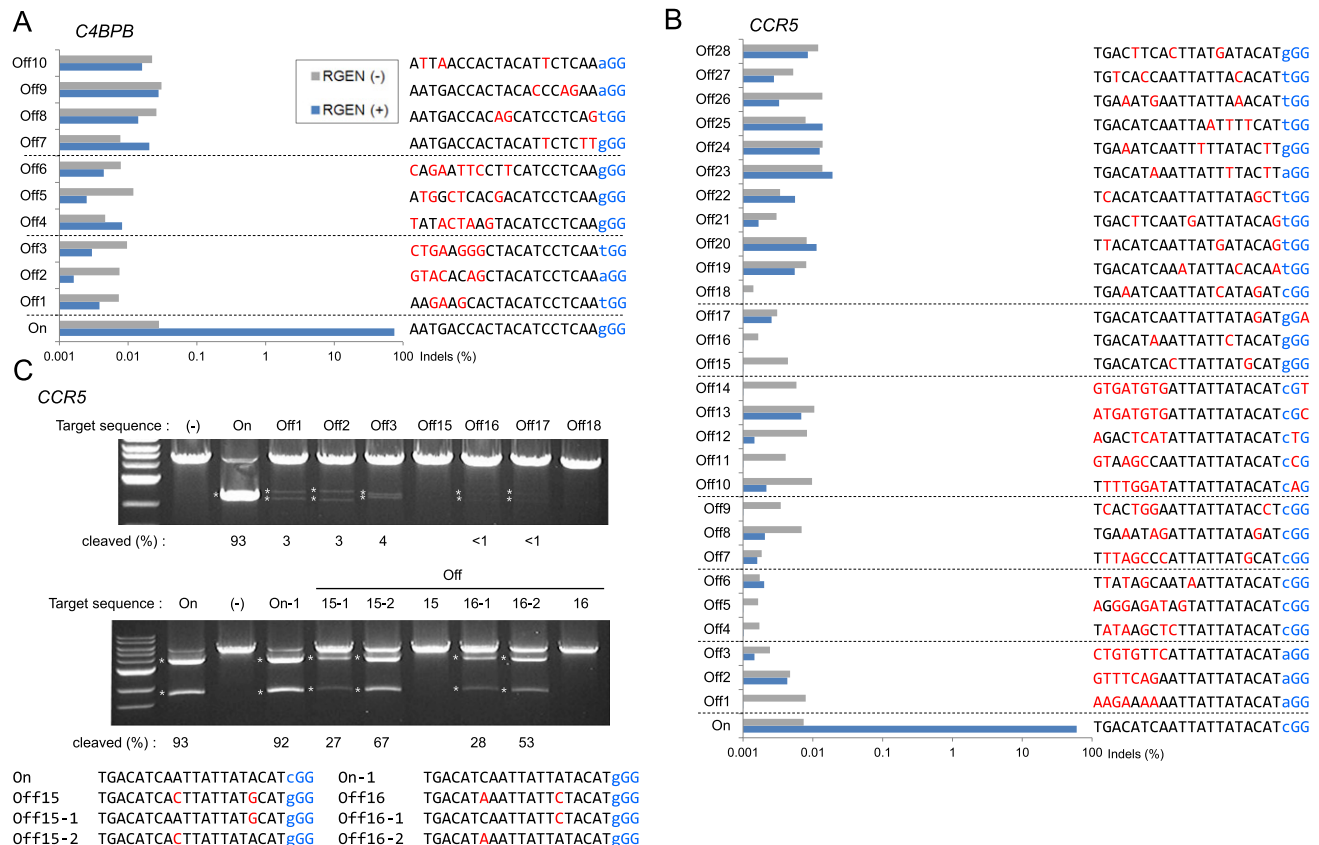 A
C4BPB
RGEN (-)
RGEN (+)
Off10 ATTAACCACTACATTCTCAAaGG
Off9 AATGACCACTACACCCAGAAaGG
Off8 AATGACCACAGCATCCTCAGtGG
Off7 AATGACCACTACATTCTCTTgGG
Off6 CAGAATTCCTTCATCCTCAAgGG
Off5 ATGGCTCACGACATCCTCAAgGG
Off4 TATACTAAGTACATCCTCAAgGG
Off3 CTGAAGGGCTACATCCTCAAtGG
Off2 GTACACAGCTACATCCTCAAaGG
Off1 AAGAAGCACTACATCCTCAAtGG
On AATGACCACTACATCCTCAAgGG
0.001 0.01 0.1 1 10 100 Indels (%)
B
CCR5
Off28 TGACTTCACTTATGATACATgGG
Off27 TGTCACCAATTATTACACATtGG
Off26 TGAAATGAATTATTAAACATtGG
Off25 TGACATCAATTAATTTTCATtGG
Off24 TGAAATCAATTTTTATACTTgGG
Off23 TGACATAAATTATTTTACTTaGG
Off22 TCACATCAATTATTATAGCTtGG
Off21 TGACTTCAATGATTATACAGtGG
Off20 TTACATCAATTATGATACAGtGG
Off19 TGACATCAAATATTACACAAtGG
Off18 TGAAATCAATTATCATAGATcGG
Off17 TGACATCAATTATTATAGATgGA
Off16 TGACATAAATTATTCTACATgGG
Off15 TGACATCACTTATTATGCATgGG
Off14 GTGATGTGATTATTATACATcGT
Off13 ATGATGTGATTATTATACATcGC
Off12 AGACTCATATTATTATACATcTG
Off11 GTAAGCCAATTATTATACATcCG
Off10 TTTTGGATATTATTATACATcAG
Off9 TCACTGGAATTATTATACCTcGG
Off8 TGAAATAGATTATTATAGATcGG
Off7 TTTAGCCCATTATTATGCATcGG
Off6 TTATAGCAATAATTATACATcGG
Off5 AGGGAGATAGTATTATACATcGG
Off4 TATAAGCTCTTATTATACATcGG
Off3 CTGTGTTCATTATTATACATaGG
Off2 GTTTCAGAATTATTATACATaGG
Off1 AAGAAAAAATTATTATACATaGG
On TGACATCAATTATTATACATcGG
0.001 0.01 0.1 1 10 100
Indels (%)
C
CCR5
Target sequence : (-) On Off1 Off2 Off3 Off15 Off16 Off17 Off18
cleaved (%) : 93 3 3 4 <1 <1
Off
Target sequence : On (-) On-1 15-1 15-2 15 16-1 16-2 16
cleaved (%) : 93 92 27 67 28 53
On TGACATCAATTATTATACATcGG On-1 TGACATCAATTATTATACATgGG
Off15 TGACATCACTTATTATGCATgGG Off16 TGACATAAATTATTCTACATgGG
Off15-1 TGACATCAATTATTATGCATgGG Off16-1 TGACATCAATTATTCTACATgGG
Off15-2 TGACATCACTTATTATACATgGG Off16-2 TGACATAAATTATTATACATgGG